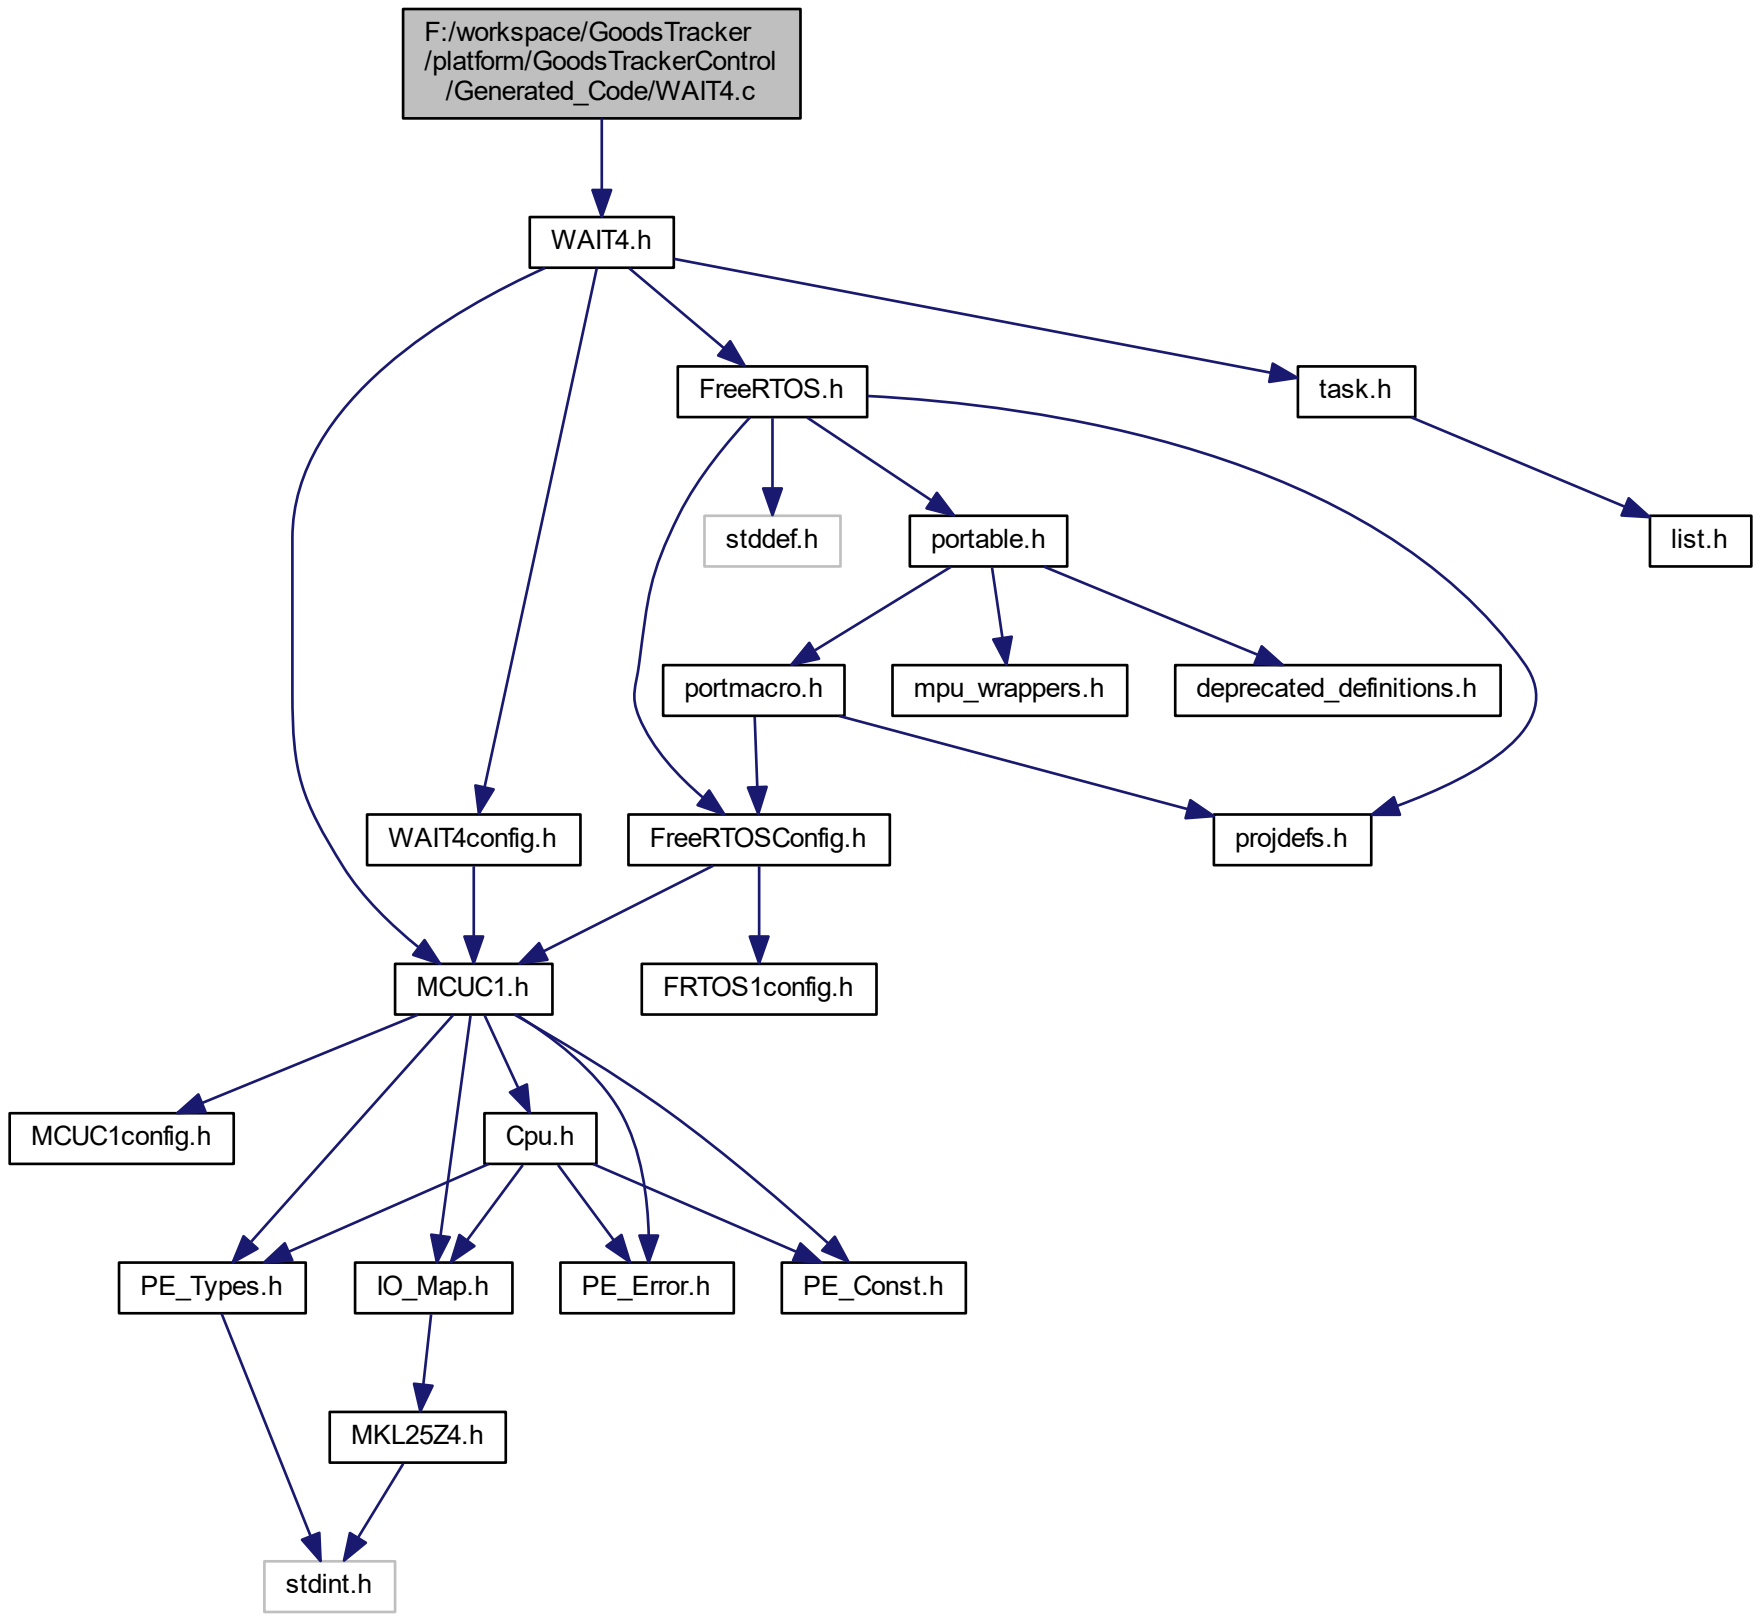 F:/workspace/GoodsTracker
/platform/GoodsTrackerControl
/Generated_Code/WAIT4.c
WAIT4.h
FreeRTOS.h
task.h
stddef.h
portable.h
list.h
portmacro.h
mpu_wrappers.h
deprecated_definitions.h
WAIT4config.h
FreeRTOSConfig.h
projdefs.h
MCUC1.h
FRTOS1config.h
MCUC1config.h
Cpu.h
PE_Types.h
IO_Map.h
PE_Error.h
PE_Const.h
MKL25Z4.h
stdint.h